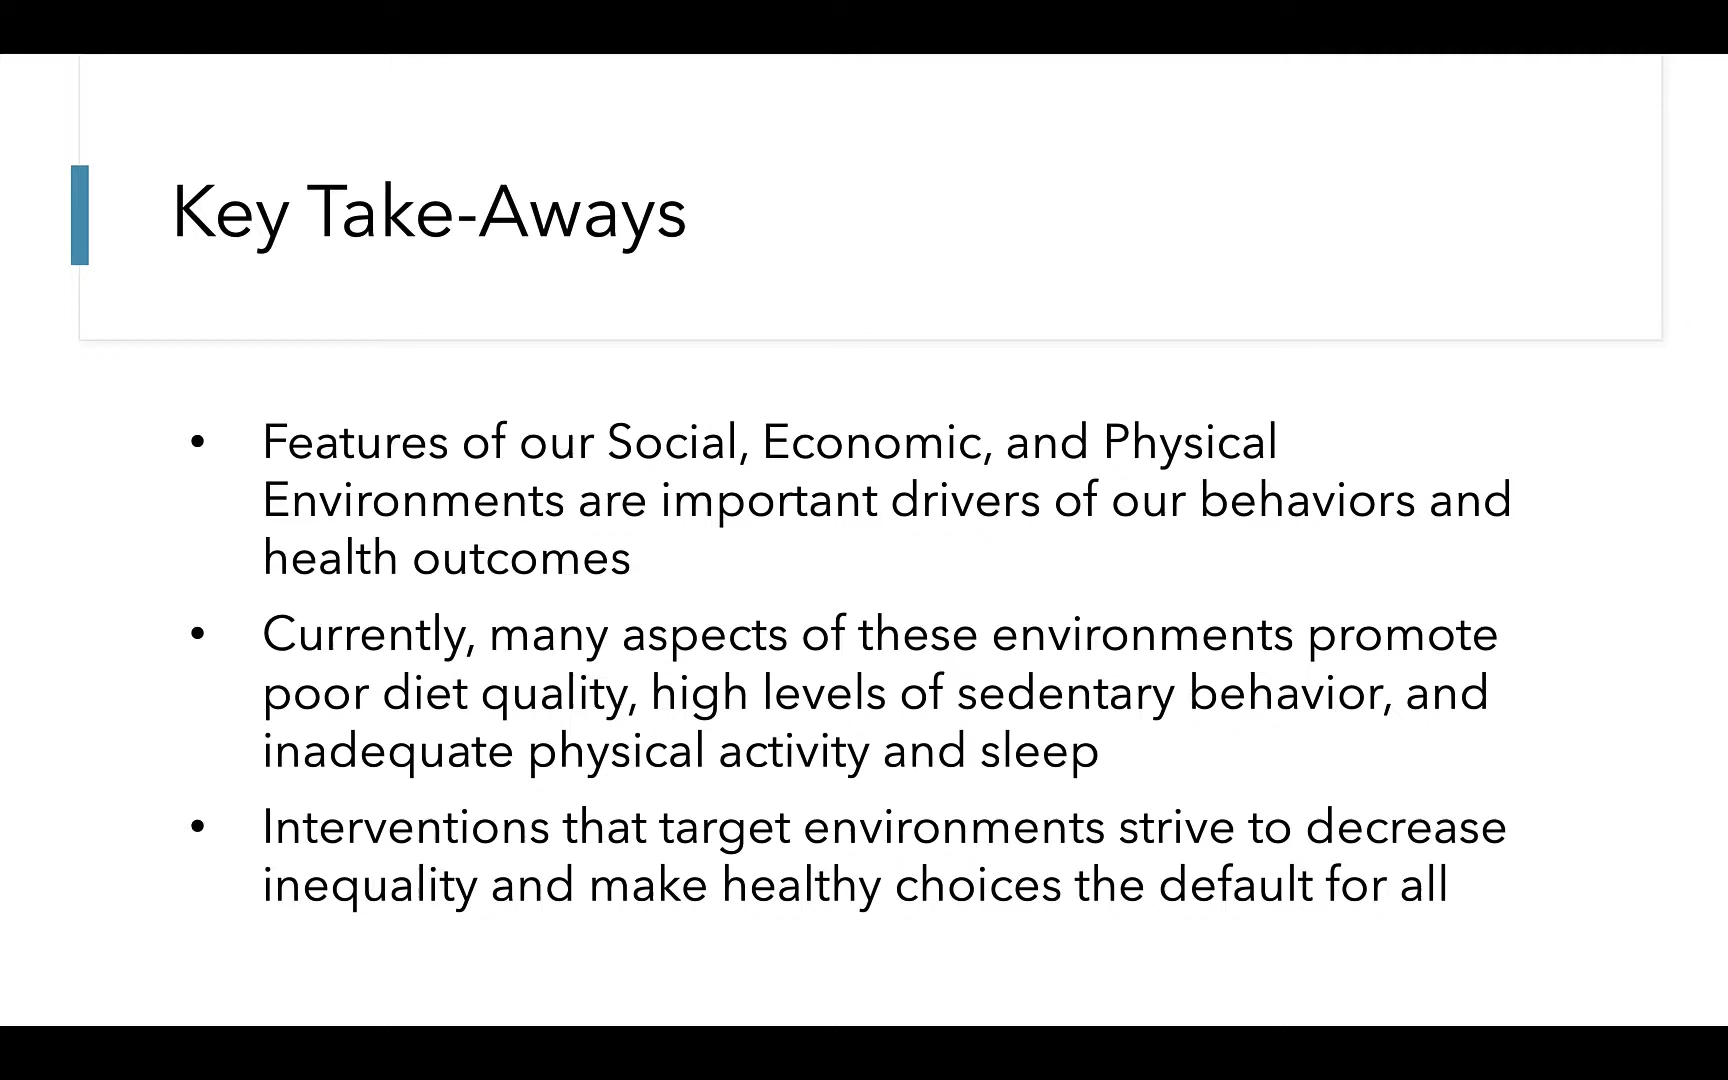 Key Take-Aways
• Features of our Social, Economic, and Physical
Environments are important drivers of our behaviors and
health outcomes
• Currently, many aspects of these environments promote
poor diet quality, high levels of sedentary behavior, and
inadequate physical activity and sleep
• Interventions that target environments strive to decrease
inequality and make healthy choices the default for all